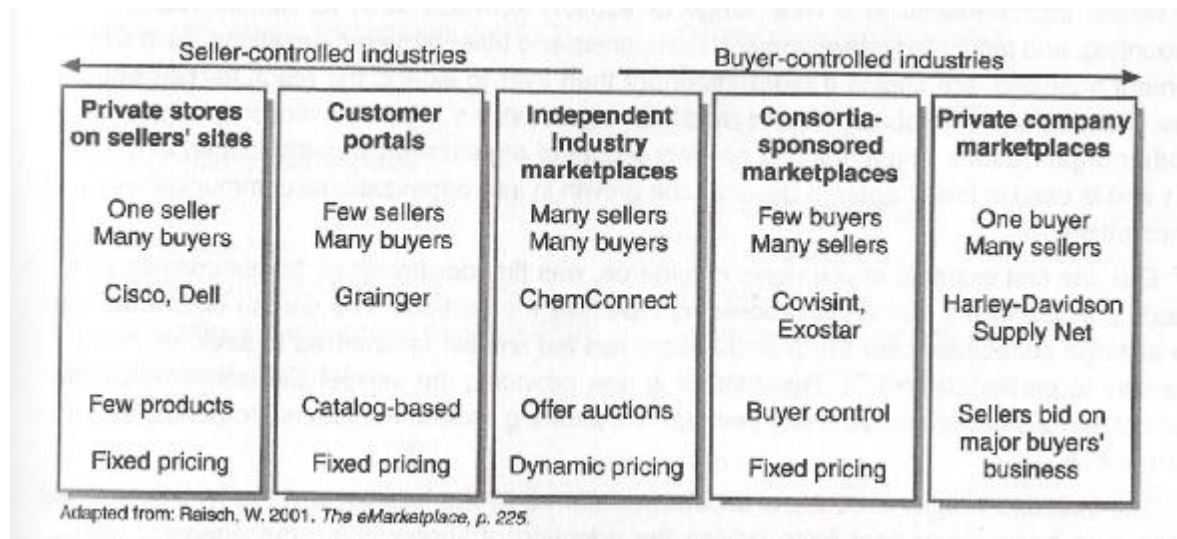 Seller-controlled industries
Buyer-controlled industries
Private stores
on sellers' sites
One seller
Many buyers
Cisco, Dell
Few products
Fixed pricing
Customer
portals
Few sellers
Many buyers
Grainger
Catalog-based
Fixed pricing
Independent
Industry
marketplaces
Many sellers
Many buyers
ChemConnect
Offer auctions
Dynamic pricing
Consortia-
sponsored
marketplaces
Few buyers
Many sellers
Covisint,
Exostar
Buyer control
Fixed pricing
Private company
marketplaces
One buyer
Many sellers
Harley-Davidson
Supply Net
Sellers bid on
major buyers'
business
Adapted from: Reisch, W. 2001. The eMarketplace, p. 225.